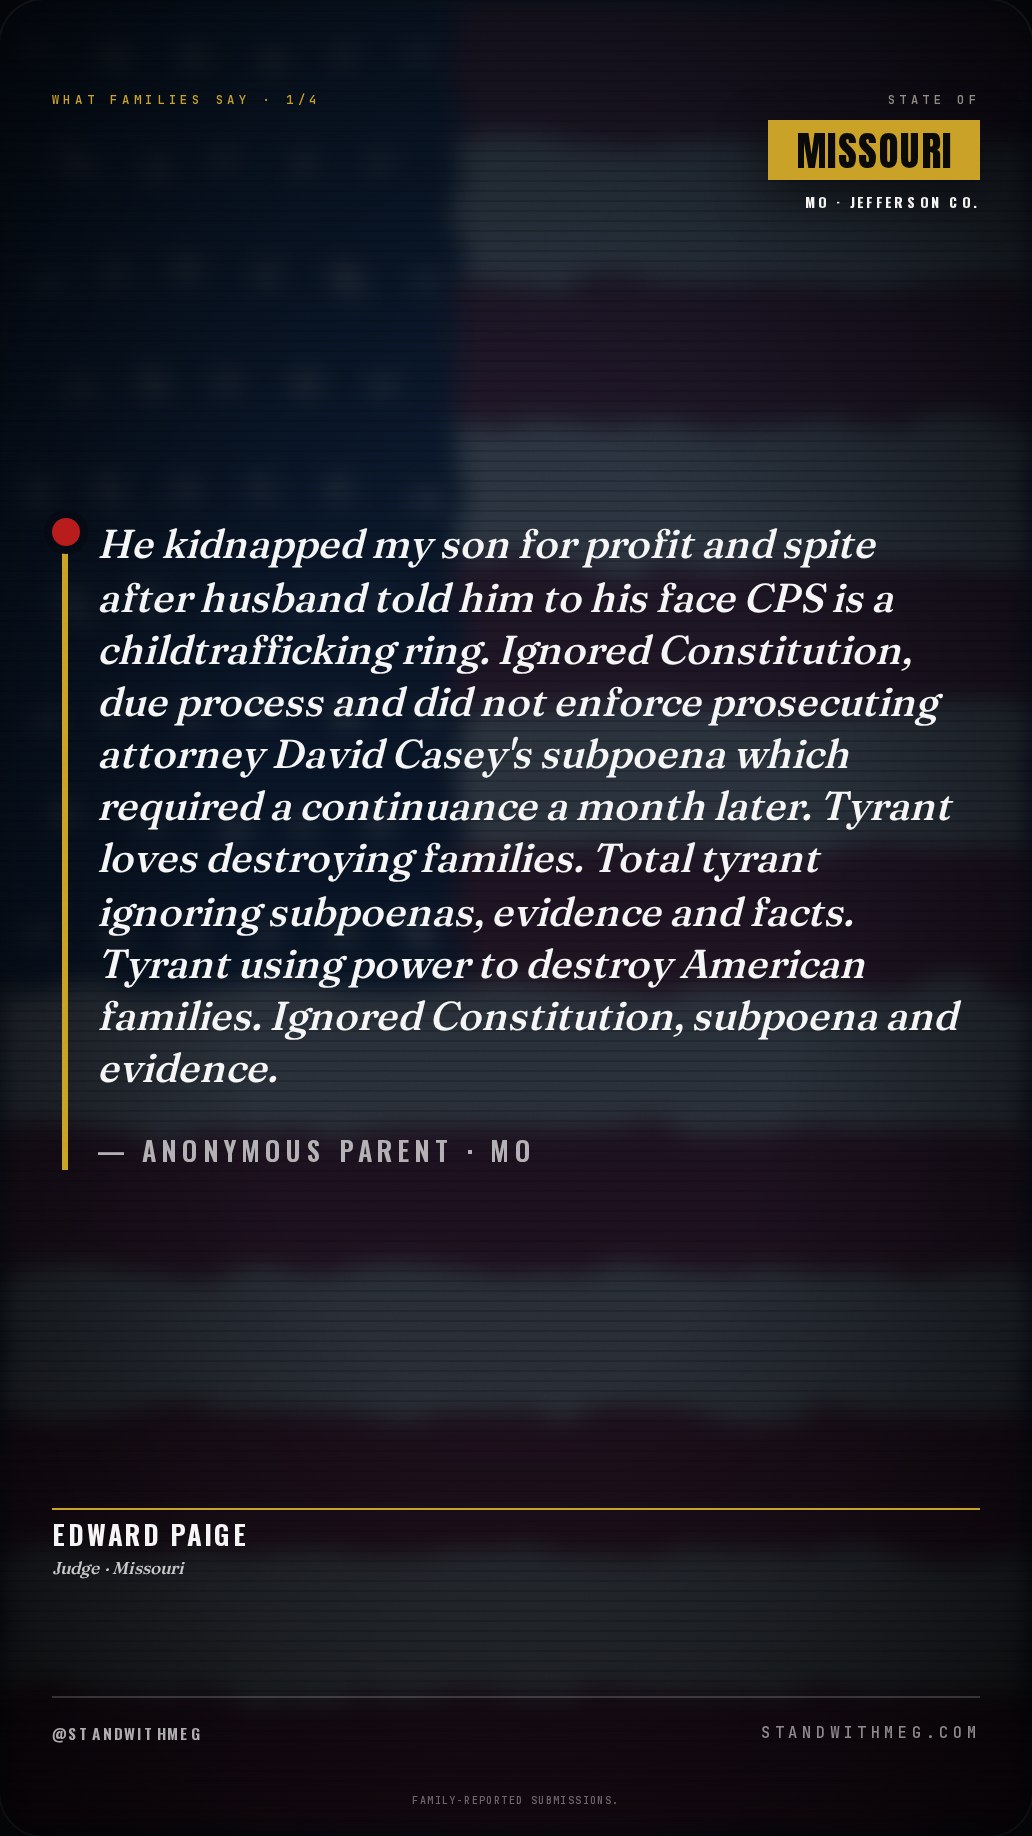 WHAT FAMILIES SAY · 1/4
STATE OF
MISSOURI
MO · JEFFERSON CO.
He kidnapped my son for profit and spite
after husband told him to his face CPS is a
childtrafficking ring. Ignored Constitution,
due process and did not enforce prosecuting
attorney David Casey's subpoena which
required a continuance a month later. Tyrant
loves destroying families. Total tyrant
ignoring subpoenas, evidence and facts.
Tyrant using power to destroy American
families. Ignored Constitution, subpoena and
evidence.
— ANONYMOUS PARENT · MO
EDWARD PAIGE
Judge · Missouri
@STANDWITHMEG
STANDWITHMEG.COM
FAMILY-REPORTED SUBMISSIONS.